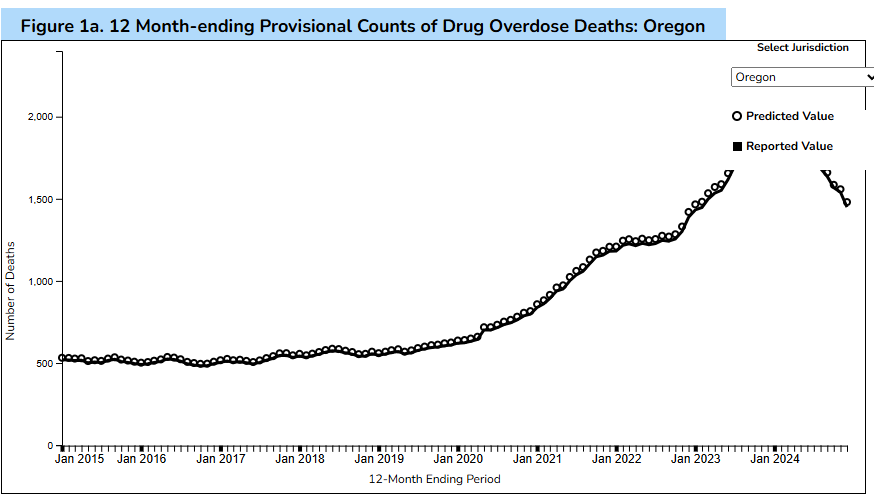 Figure 1a. 12 Month-ending Provisional Counts of Drug Overdose Deaths: Oregon
Select Jurisdiction
Oregon
Predicted Value
Reported Value
Number of Deaths
2,000
1,500
1,000
500
0
Jan 2015 Jan 2016 Jan 2017 Jan 2018 Jan 2019 Jan 2020 Jan 2021 Jan 2022 Jan 2023 Jan 2024
12-Month Ending Period